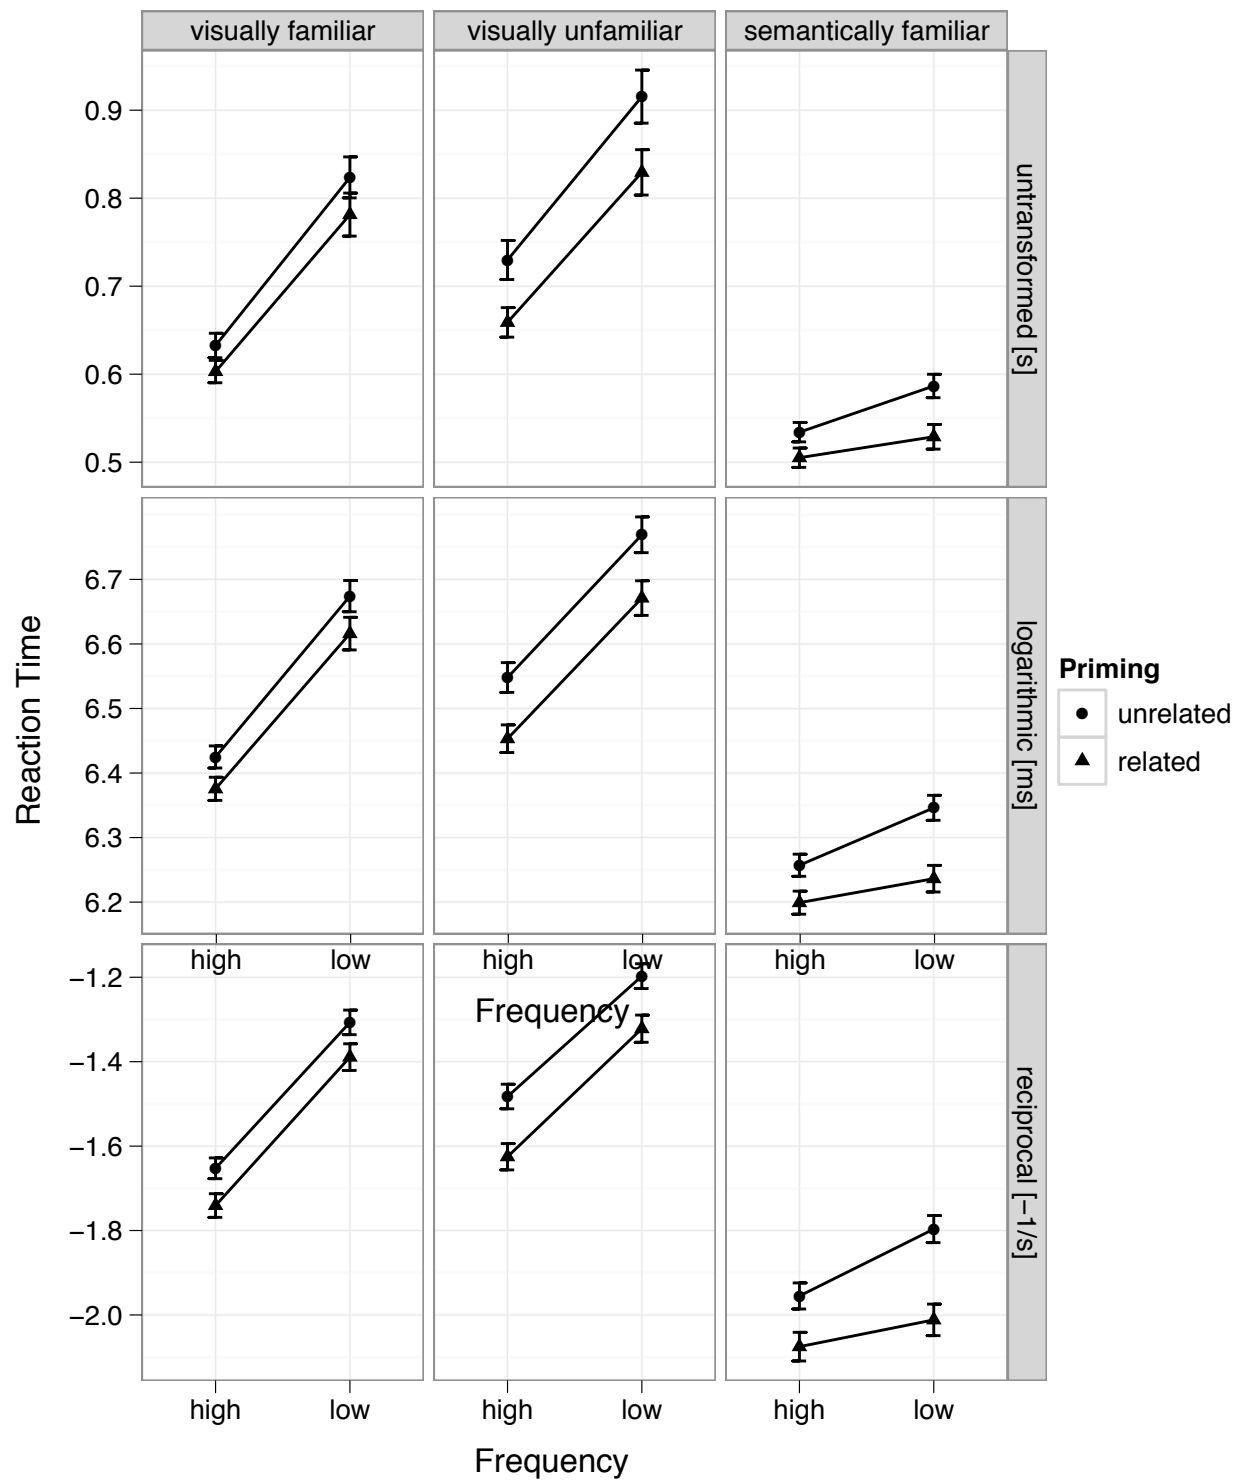 visually familiar
visually unfamiliar
semantically familiar
0.9
0.8
0.7
0.6
0.5
untransformed [s]
6.7
6.6
6.5
6.4
6.3
6.2
logarithmic [ms]
Reaction Time
Priming
unrelated
related
high
low
high
low
high
low
Frequency
−1.2
−1.4
−1.6
−1.8
−2.0
reciprocal [−1/s]
high
low
high
low
high
low
Frequency